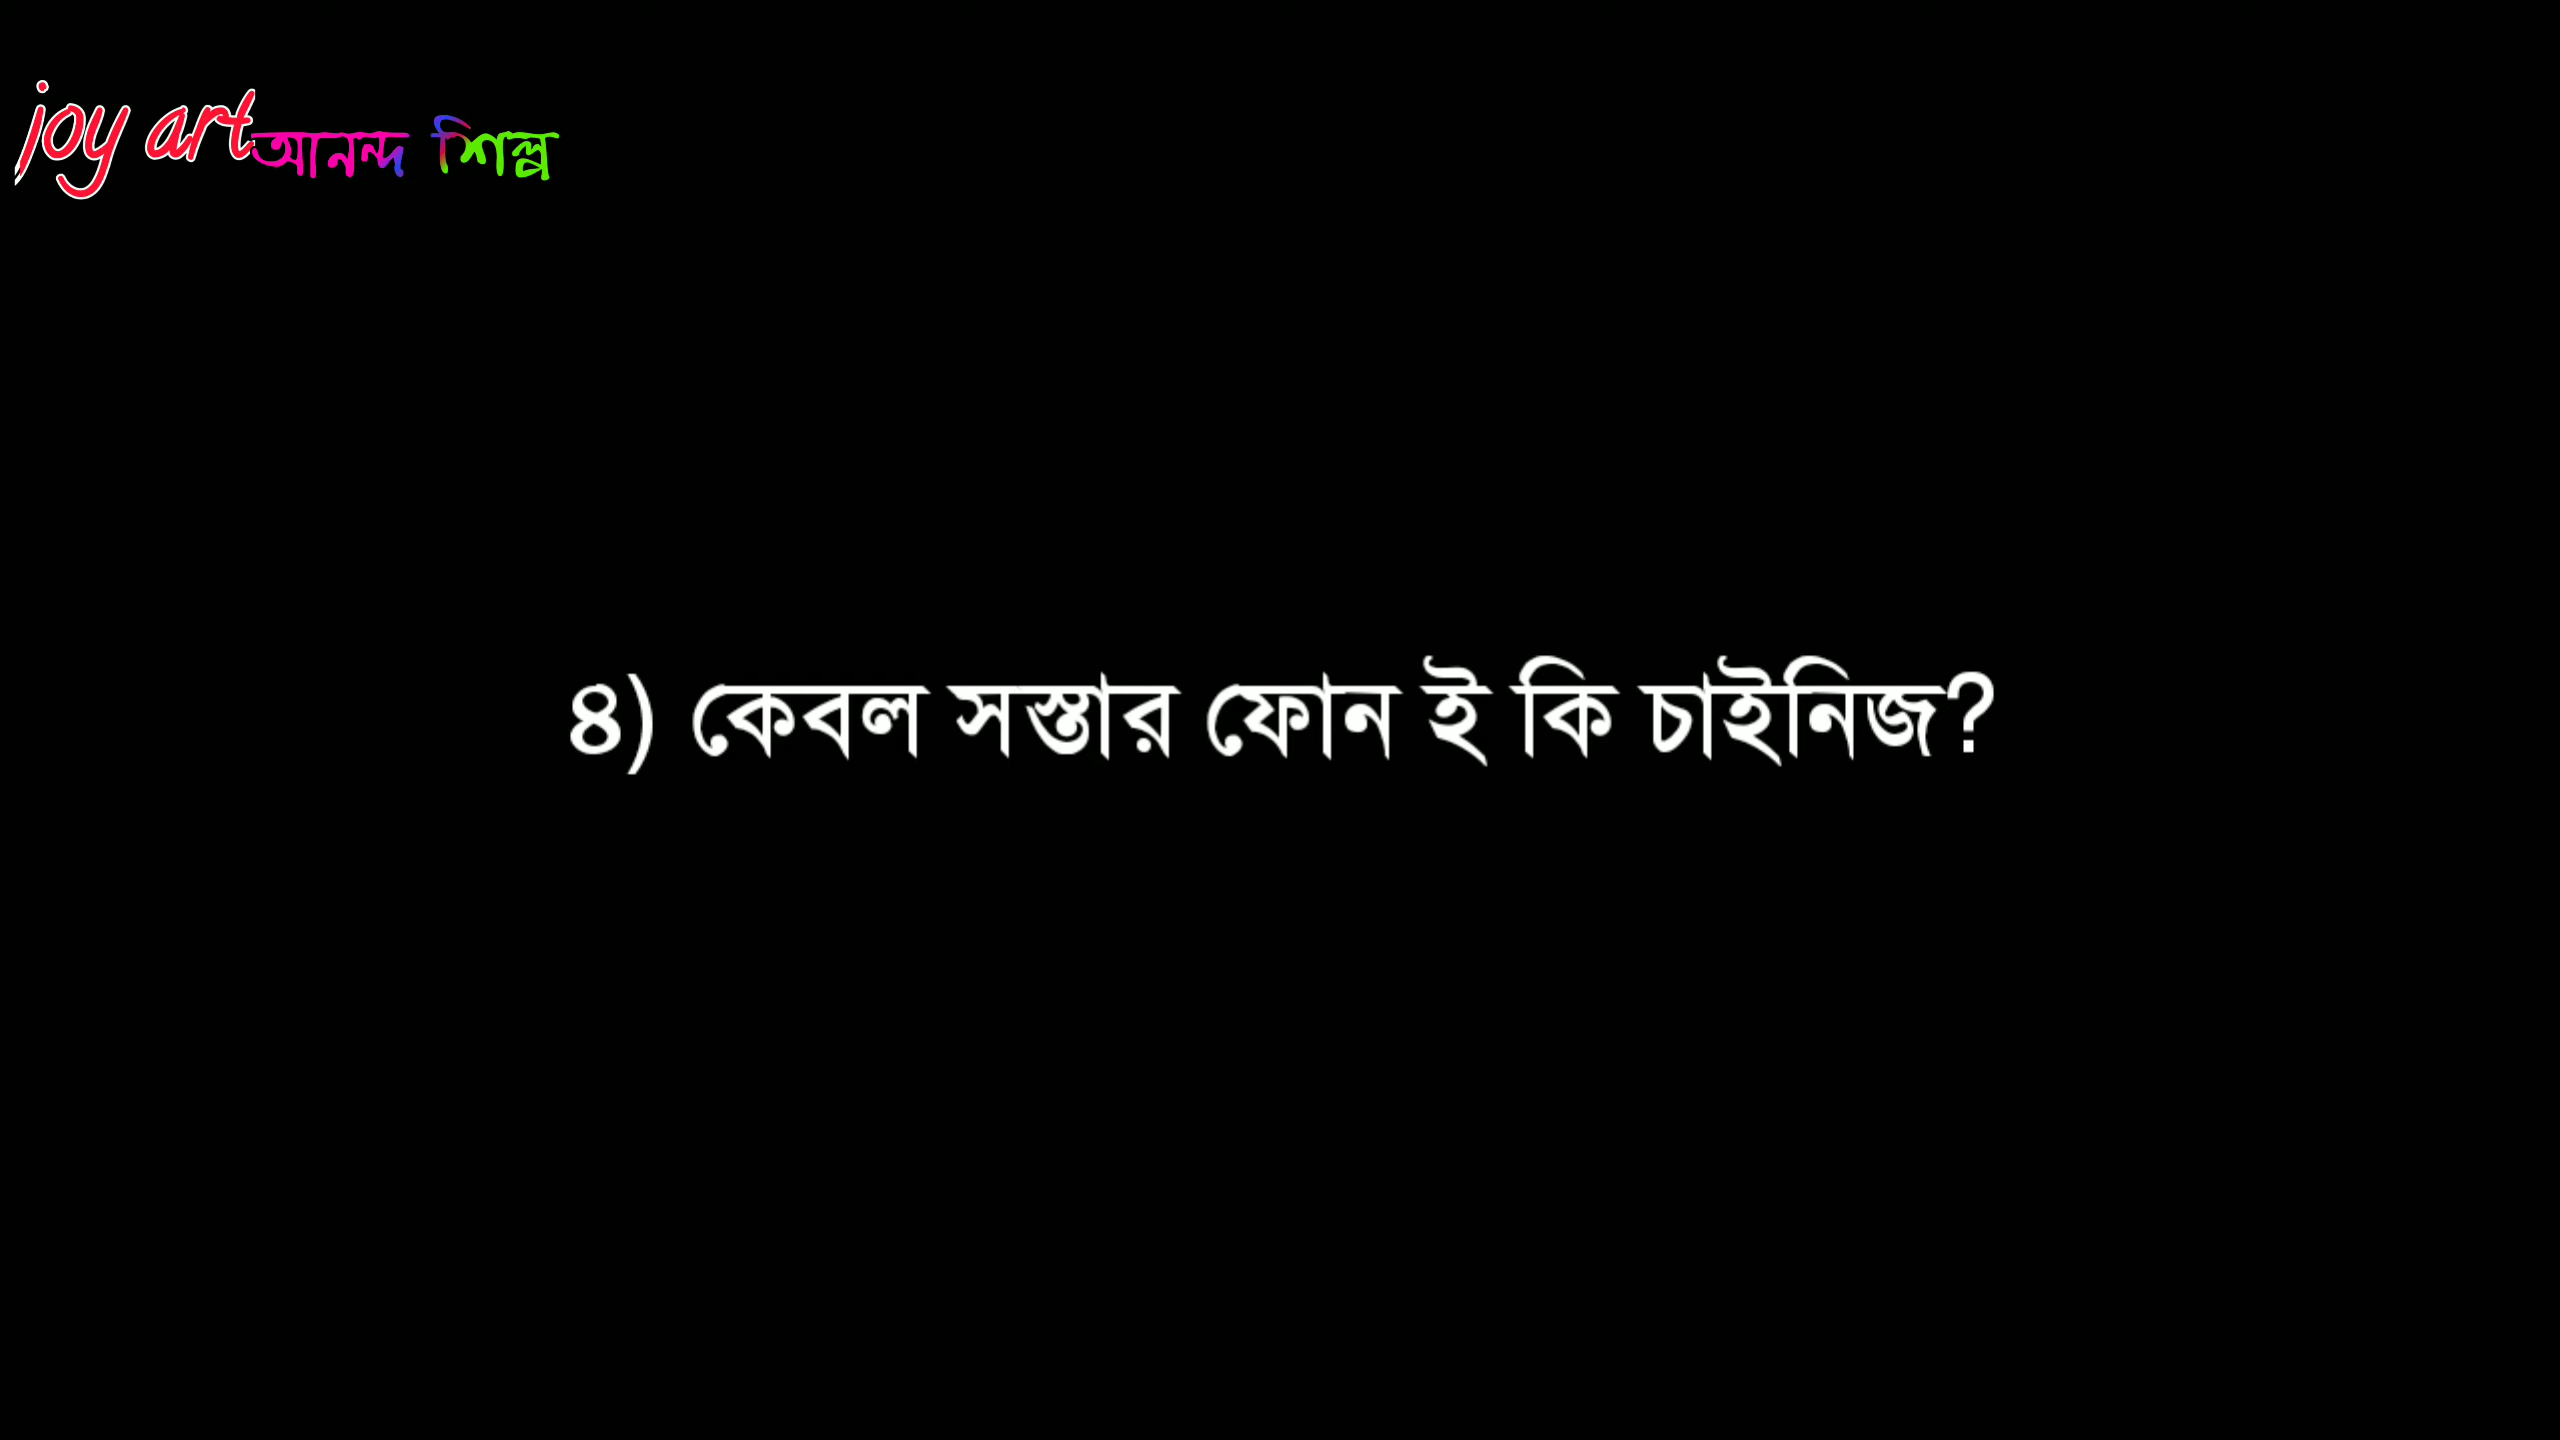 joy art আনন্দ শিল্প
৪) কেবল সস্তার ফোন ই কি চাইনিজ?